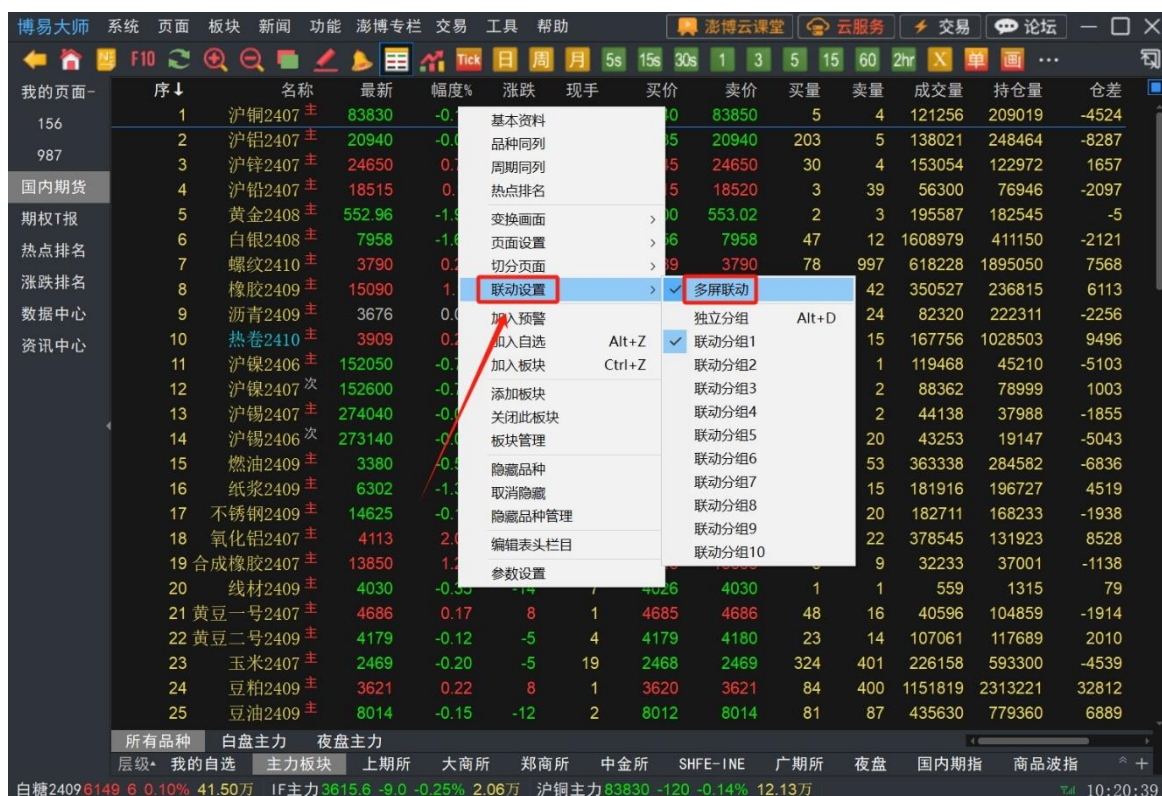 博易大师 系统 页面 板块 新闻 功能 澎博专栏 交易 工具 帮助 澎博云课堂 云服务 交易 论坛
F10 Tick 日 周 月 5s 15s 30s 1 3 5 15 60 2hr X 单 画 ...
我的页面-
156
987
国内期货
期权T报
热点排名
涨跌排名
数据中心
资讯中心
序↓ 名称 最新 幅度% 涨跌 现手 买价 卖价 买量 卖量 成交量 持仓量 仓差
1 沪铜2407 主 83830 83850 5 4 121256 209019 -4524
2 沪铝2407 主 20940 20940 203 5 138021 248464 -8287
3 沪锌2407 主 24650 24650 30 4 153054 122972 1657
4 沪铅2407 主 18515 18520 3 39 56300 76946 -2097
5 黄金2408 主 552.96 553.02 2 3 195587 182545 -5
6 白银2408 主 7958 7958 47 12 1608979 411150 -2121
7 螺纹2410 主 3790 3790 78 997 618228 1895050 7568
8 橡胶2409 主 15090 42 350527 236815 6113
9 沥青2409 主 3676 24 82320 222311 -2256
10 热卷2410 主 3909 15 167756 1028503 9496
11 沪镍2406 主 152050 1 119468 45210 -5103
12 沪镍2407 次 152600 2 88362 78999 1003
13 沪锡2407 主 274040 2 44138 37988 -1855
14 沪锡2406 次 273140 20 43253 19147 -5043
15 燃油2409 主 3380 53 363338 284582 -6836
16 纸浆2409 主 6302 15 181916 196727 4519
17 不锈钢2409 主 14625 20 182711 168233 -1938
18 氧化铝2407 主 4113 22 378545 131923 8528
19 合成橡胶2407 主 13850 9 32233 37001 -1138
20 线材2409 主 4030 -0.35 -14 7 4026 4030 1 1 559 1315 79
21 黄豆一号2407 主 4686 0.17 8 1 4685 4686 48 16 40596 104859 -1914
22 黄豆二号2409 主 4179 -0.12 -5 4 4179 4180 23 14 107061 117689 2010
23 玉米2407 主 2469 -0.20 -5 19 2468 2469 324 401 226158 593300 -4539
24 豆粕2409 主 3621 0.22 8 1 3620 3621 84 400 1151819 2313221 32812
25 豆油2409 主 8014 -0.15 -12 2 8012 8014 81 87 435630 779360 6889
基本资料
品种同列
周期同列
热点排名
变换画面 >
页面设置 >
切分页面 >
联动设置 >
加入预警
加入自选 Alt+Z
加入板块 Ctrl+Z
添加板块
关闭此板块
板块管理
隐藏品种
取消隐藏
隐藏品种管理
编辑表头栏目
参数设置
多屏联动
独立分组 Alt+D
联动分组1
联动分组2
联动分组3
联动分组4
联动分组5
联动分组6
联动分组7
联动分组8
联动分组9
联动分组10
所有品种 白盘主力 夜盘主力
层级 我的自选 主力板块 上期所 大商所 郑商所 中金所 SHFE-INE 广期所 夜盘 国内期指 商品波指
白糖2409 6149 6 0.10% 41.50万 IF主力 3615.6 -9.0 -0.25% 2.06万 沪铜主力 83830 -120 -0.14% 12.13万 10:20:39